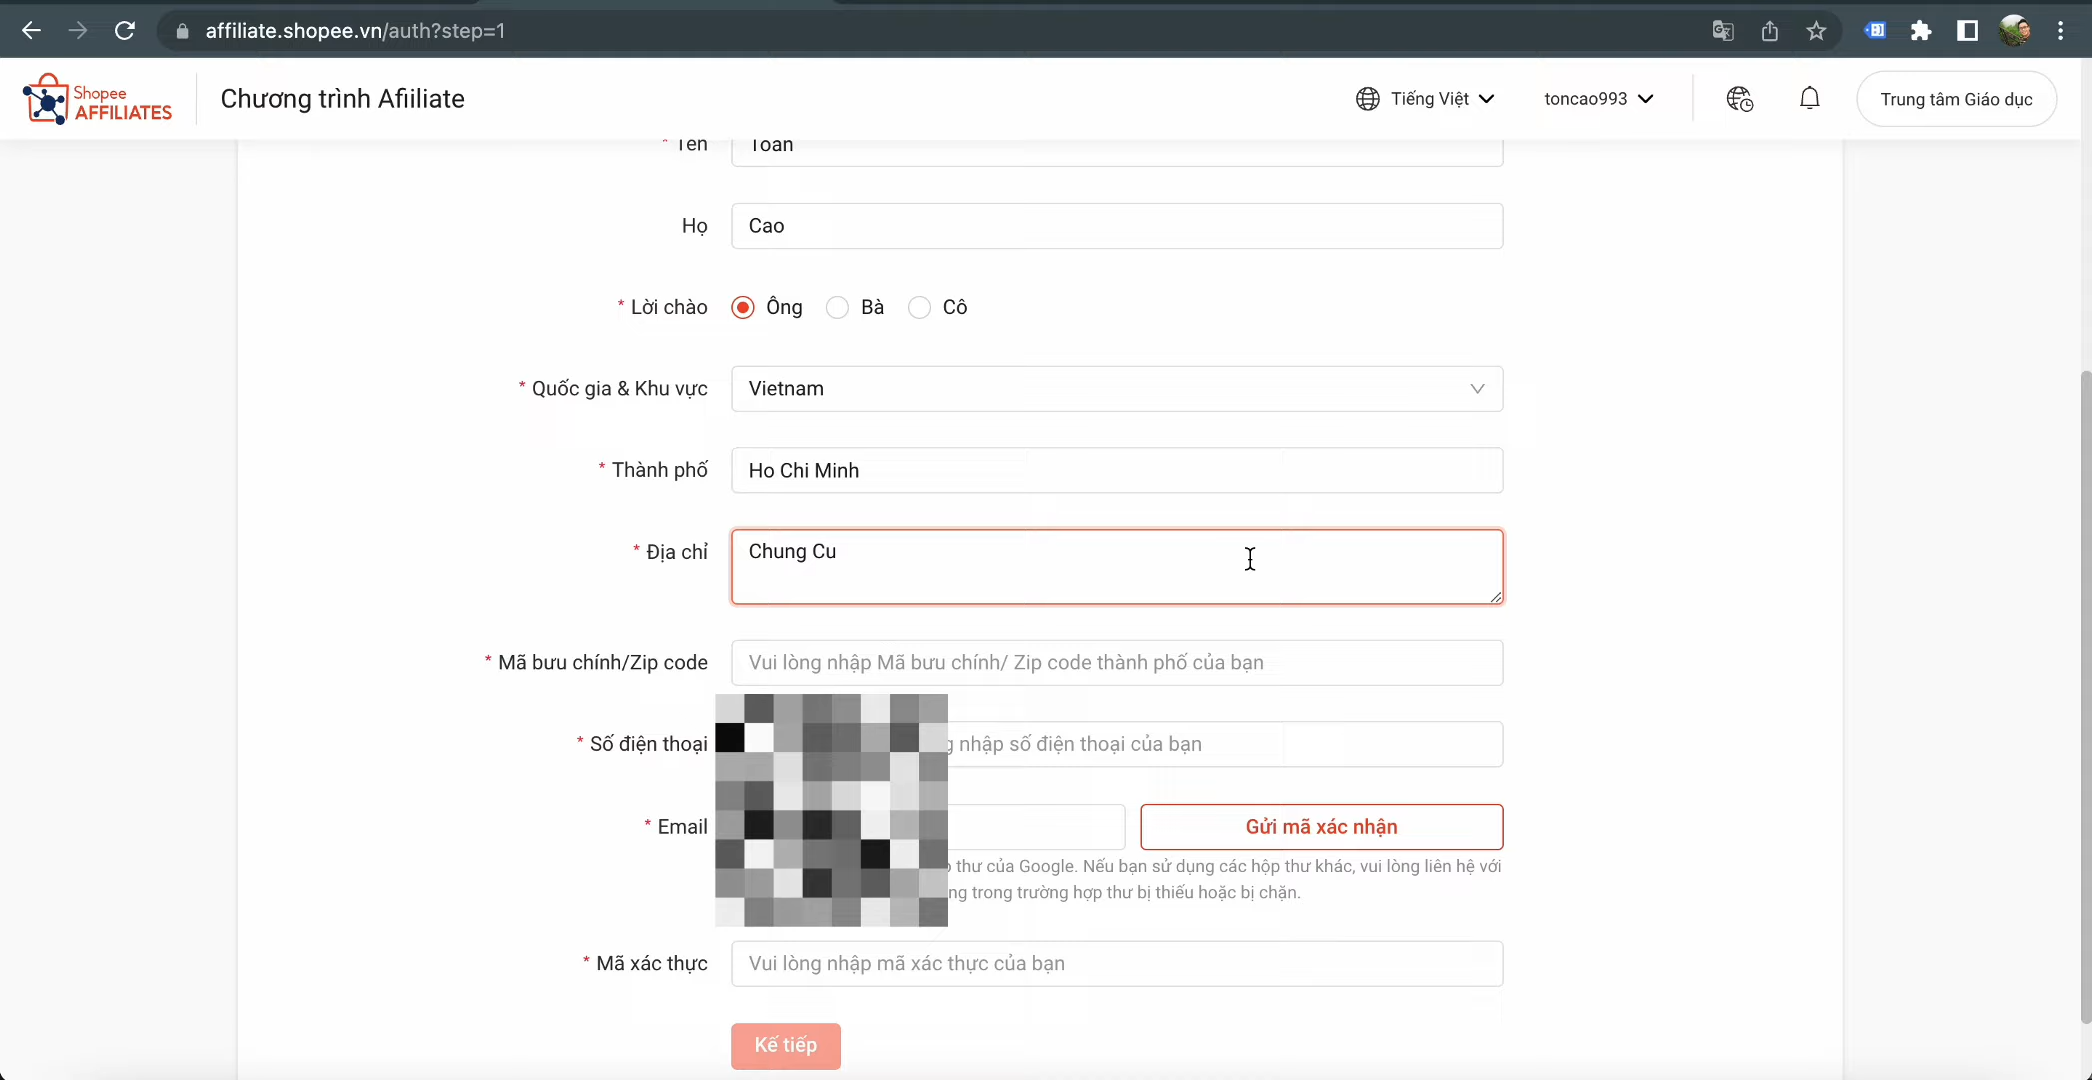 affiliate.shopee.vn/auth?step=1
Shopee
AFFILIATES
Chương trình Afiiliate
Tiếng Việt
toncao993
Trung tâm Giáo dục
* Tên
Toàn
Họ
Cao
* Lời chào
Ông
Bà
Cô
* Quốc gia & Khu vực
Vietnam
* Thành phố
Ho Chi Minh
* Địa chỉ
Chung Cu
* Mã bưu chính/Zip code
Vui lòng nhập Mã bưu chính/ Zip code thành phố của bạn
* Số điện thoại
nhập số điện thoại của bạn
* Email
Gửi mã xác nhận
thư của Google. Nếu bạn sử dụng các hộp thư khác, vui lòng liên hệ với
trong trường hợp thư bị thiếu hoặc bị chặn.
* Mã xác thực
Vui lòng nhập mã xác thực của bạn
Kế tiếp